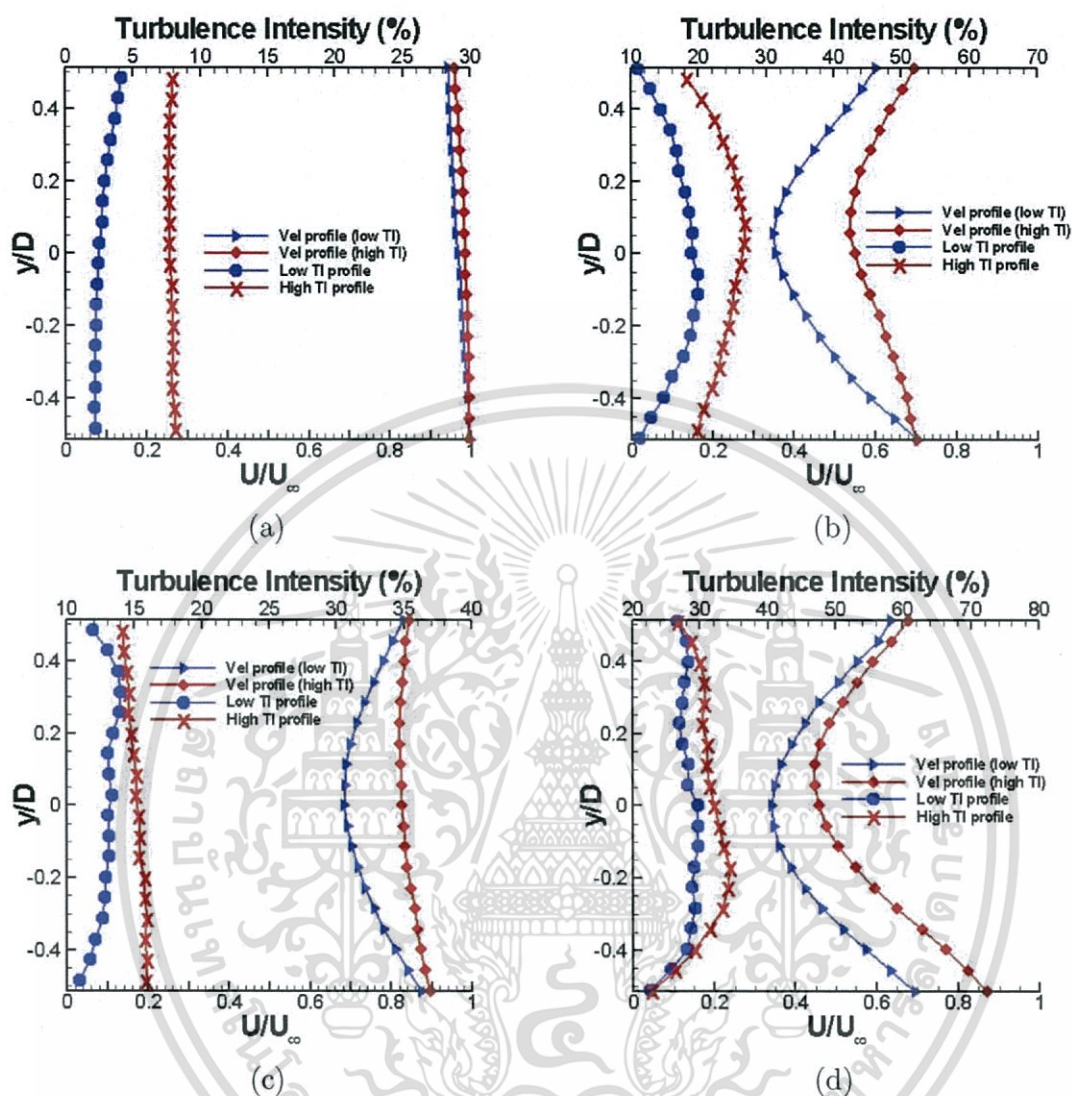 Turbulence Intensity (%)
0 5 10 15 20 25 30
y/D
0.4
0.2
0
-0.2
-0.4
Vel profile (low TI)
Vel profile (high TI)
Low TI profile
High TI profile
0 0.2 0.4 0.6 0.8 1
U/U∞
(a)
Turbulence Intensity (%)
10 20 30 40 50 60 70
y/D
0.4
0.2
0
-0.2
-0.4
Vel profile (low TI)
Vel profile (high TI)
Low TI profile
High TI profile
0 0.2 0.4 0.6 0.8 1
U/U∞
(b)
Turbulence Intensity (%)
10 15 20 25 30 35 40
y/D
0.4
0.2
0
-0.2
-0.4
Vel profile (low TI)
Vel profile (high TI)
Low TI profile
High TI profile
0 0.2 0.4 0.6 0.8 1
U/U∞
(c)
Turbulence Intensity (%)
20 30 40 50 60 70 80
y/D
0.4
0.2
0
-0.2
-0.4
Vel profile (low TI)
Vel profile (high TI)
Low TI profile
High TI profile
0 0.2 0.4 0.6 0.8 1
U/U∞
(d)